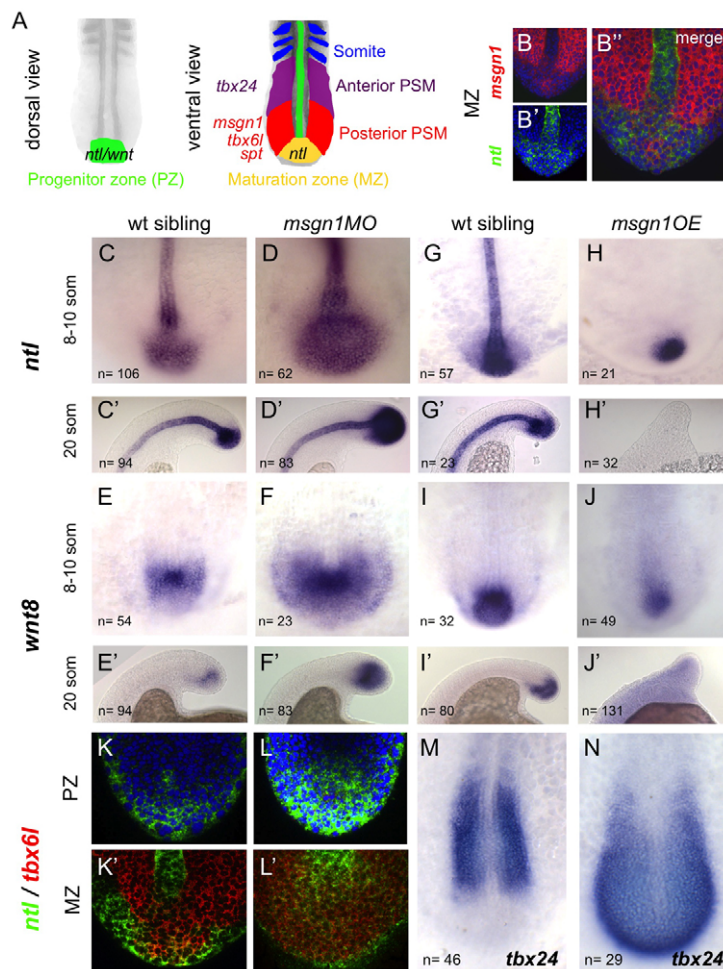 A
dorsal view
ntl/wnt
Progenitor zone (PZ)
ventral view
tbx24
msgn1
tbx6l
spt
ntl
Somite
Anterior PSM
Posterior PSM
Maturation zone (MZ)
MZ
msgn1
ntl
B
B'
B"
merge
wt sibling
msgn1MO
wt sibling
msgn1OE
ntl
8-10 som
C
n= 106
D
n= 62
G
n= 57
H
n= 21
20 som
C'
n= 94
D'
n= 83
G'
n= 23
H'
n= 32
wnt8
8-10 som
E
n= 54
F
n= 23
I
n= 32
J
n= 49
20 som
E'
n= 94
F'
n= 83
I'
n= 80
J'
n= 131
ntl / tbx6l
PZ
K
L
MZ
K'
L'
M
n= 46
tbx24
N
n= 29
tbx24